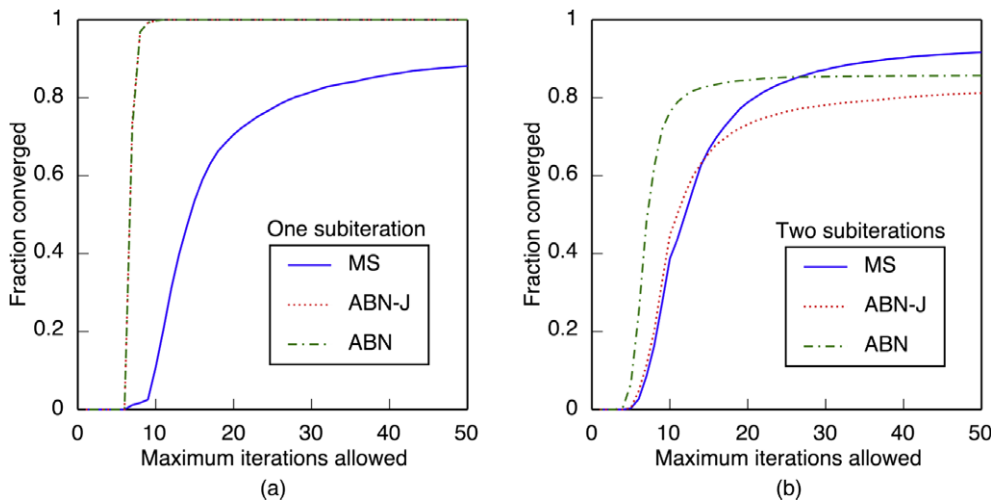 1
0.8
0.6
0.4
0.2
0
Fraction converged
One subiteration
MS
ABN-J
ABN
0 10 20 30 40 50
Maximum iterations allowed
(a)
1
0.8
0.6
0.4
0.2
0
Fraction converged
Two subiterations
MS
ABN-J
ABN
0 10 20 30 40 50
Maximum iterations allowed
(b)